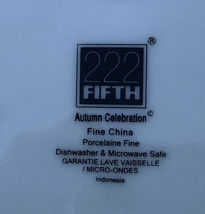 222
®
FIFTH
Autumn Celebration©
Fine China
Porcelaine Fine
Dishwasher & Microwave Safe
GARANTIE LAVE VAISSELLE
/ MICRO-ONDES
Indonesia